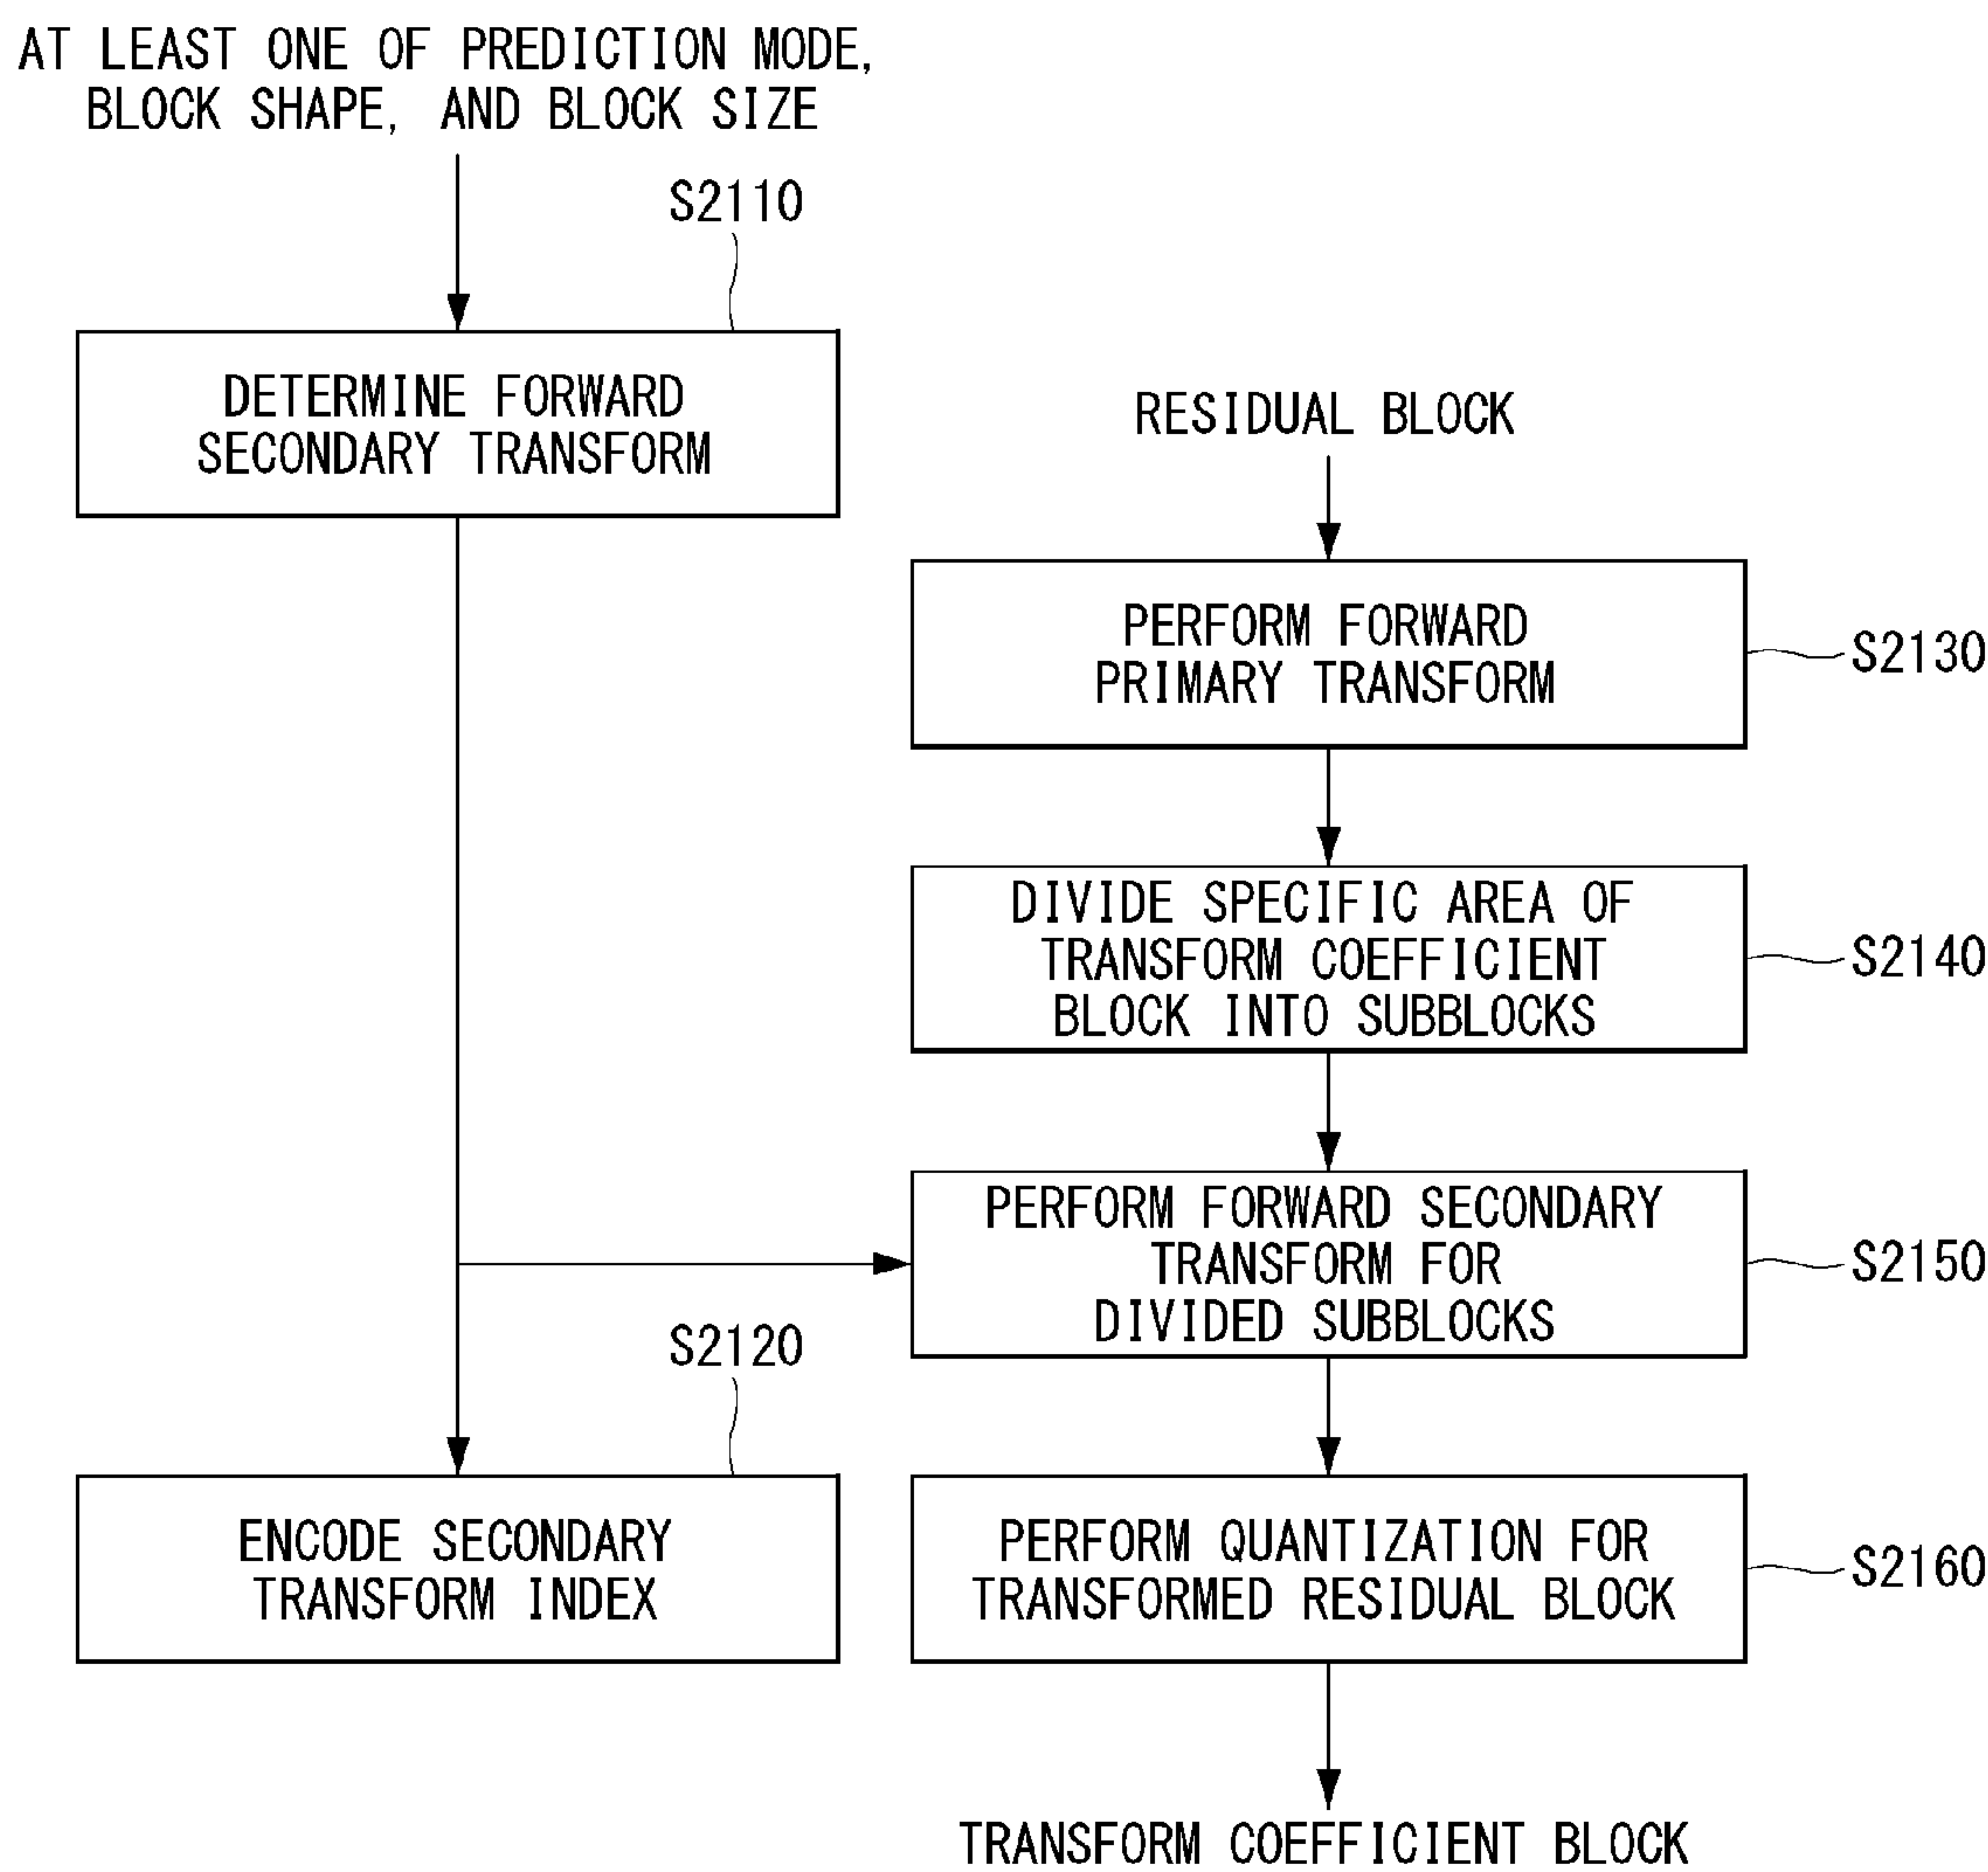 AT LEAST ONE OF PREDICTION MODE,
BLOCK SHAPE, AND BLOCK SIZE
S2110
DETERMINE FORWARD
SECONDARY TRANSFORM
RESIDUAL BLOCK
PERFORM FORWARD
PRIMARY TRANSFORM
S2130
DIVIDE SPECIFIC AREA OF
TRANSFORM COEFFICIENT
BLOCK INTO SUBBLOCKS
S2140
PERFORM FORWARD SECONDARY
TRANSFORM FOR
DIVIDED SUBBLOCKS
S2150
S2120
ENCODE SECONDARY
TRANSFORM INDEX
PERFORM QUANTIZATION FOR
TRANSFORMED RESIDUAL BLOCK
S2160
TRANSFORM COEFFICIENT BLOCK